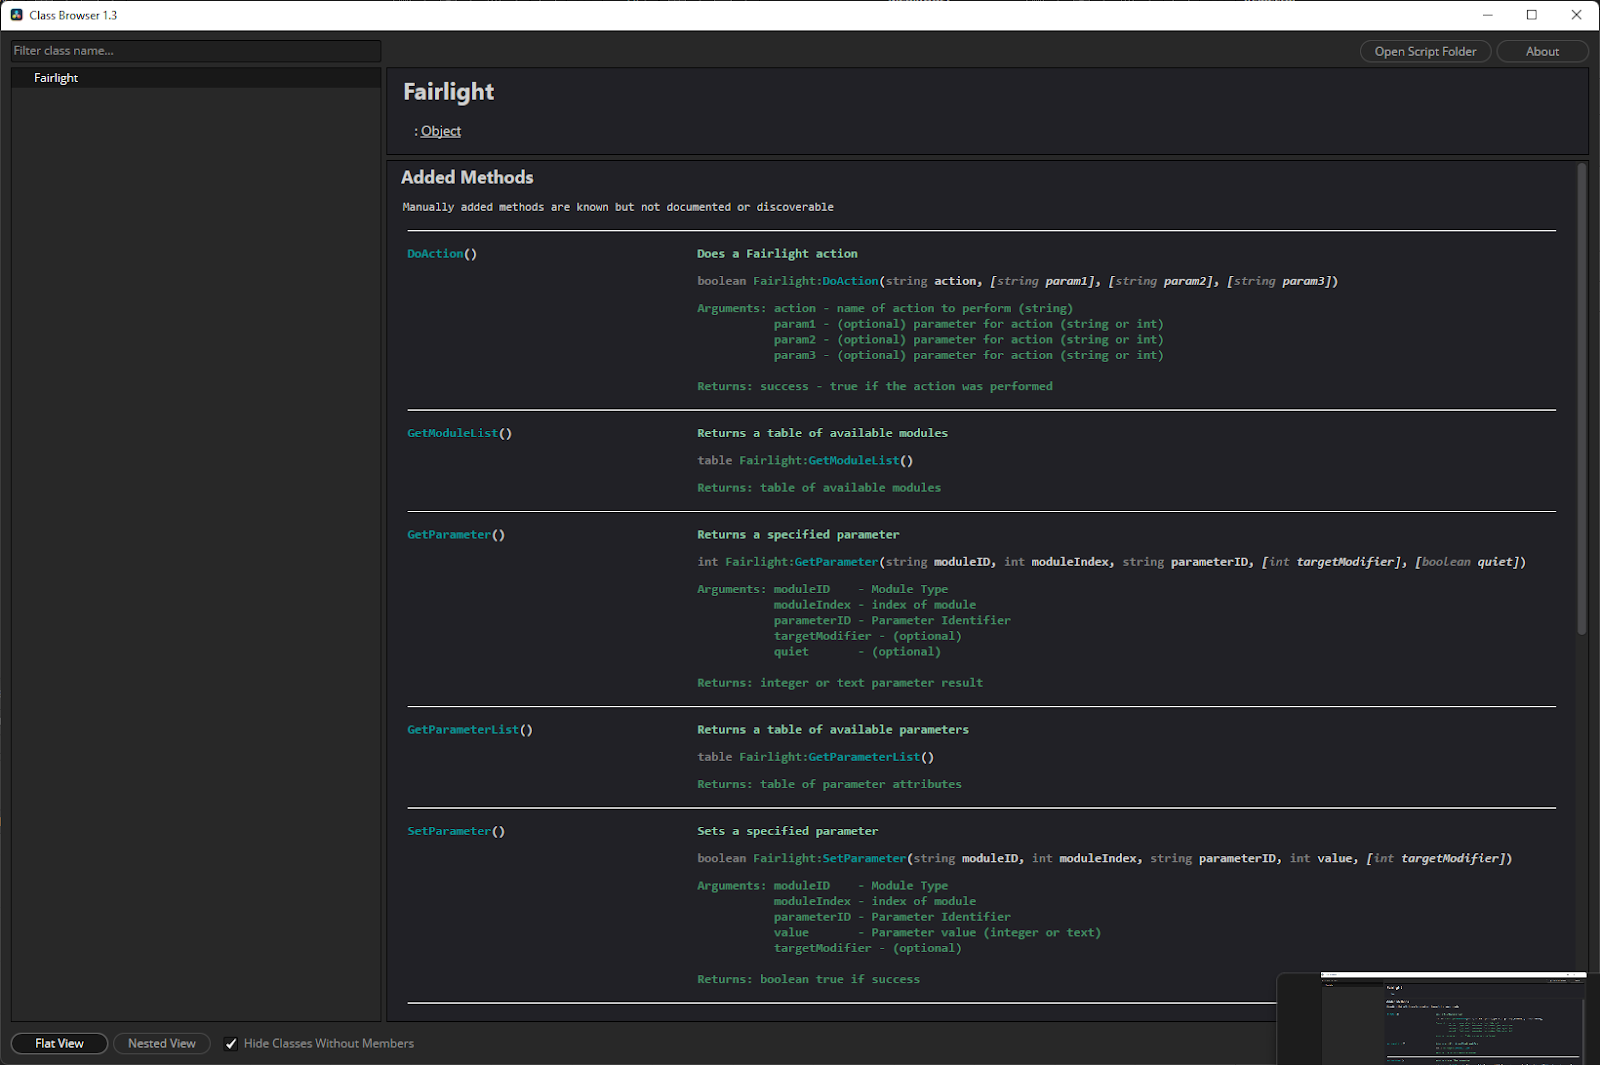 Class Browser 1.3
Filter class name...
Open Script Folder
About
Fairlight
Fairlight
: Object
Added Methods
Manually added methods are known but not documented or discoverable
DoAction()
Does a Fairlight action
boolean Fairlight:DoAction(string action, [string param1], [string param2], [string param3])
Arguments: action - name of action to perform (string)
param1 - (optional) parameter for action (string or int)
param2 - (optional) parameter for action (string or int)
param3 - (optional) parameter for action (string or int)
Returns: success - true if the action was performed
GetModuleList()
Returns a table of available modules
table Fairlight:GetModuleList()
Returns: table of available modules
GetParameter()
Returns a specified parameter
int Fairlight:GetParameter(string moduleID, int moduleIndex, string parameterID, [int targetModifier], [boolean quiet])
Arguments: moduleID - Module Type
moduleIndex - index of module
parameterID - Parameter Identifier
targetModifier - (optional)
quiet - (optional)
Returns: integer or text parameter result
GetParameterList()
Returns a table of available parameters
table Fairlight:GetParameterList()
Returns: table of parameter attributes
SetParameter()
Sets a specified parameter
boolean Fairlight:SetParameter(string moduleID, int moduleIndex, string parameterID, int value, [int targetModifier])
Arguments: moduleID - Module Type
moduleIndex - index of module
parameterID - Parameter Identifier
value - Parameter value (integer or text)
targetModifier - (optional)
Returns: boolean true if success
Flat View
Nested View
Hide Classes Without Members